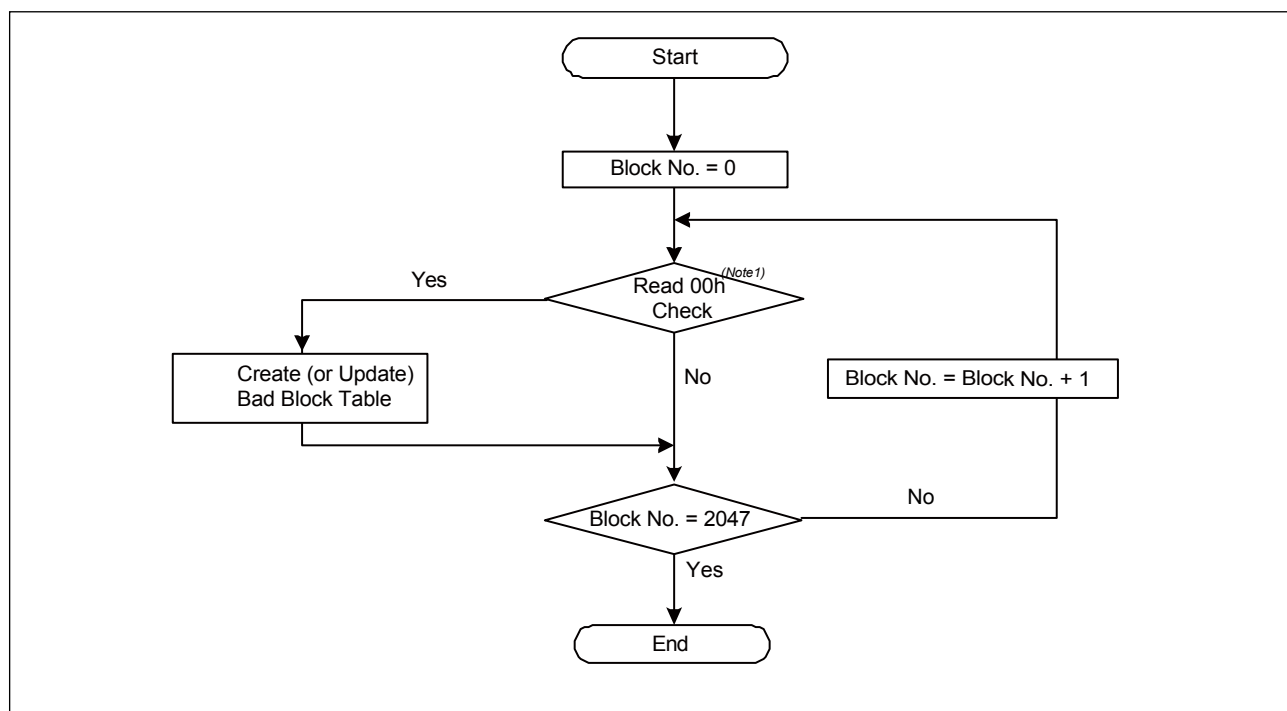 Start
Block No. = 0
(Note1)
Yes
Read 00h
Check
Create (or Update)
Bad Block Table
No
Block No. = Block No. + 1
No
Block No. = 2047
Yes
End